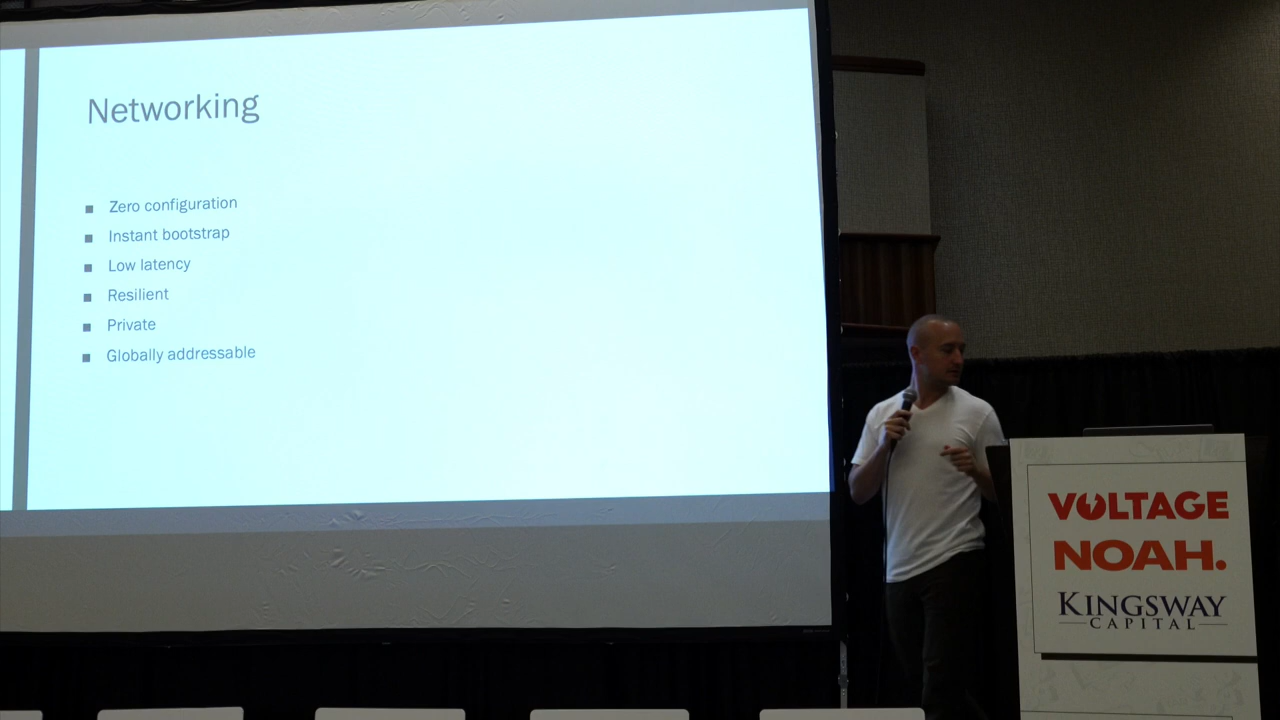 Networking
Zero configuration
Instant bootstrap
Low latency
Resilient
Private
Globally addressable
VOLTAGE
NOAH.
KINGSWAY
CAPITAL